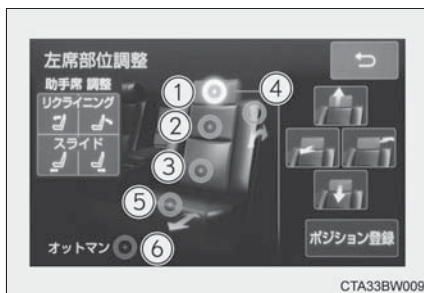 左席部位調整
助手席 調整
リクライニング
スライド
1
2
3
4
5
オットマン
6
ポジション登録
CTA33BW009